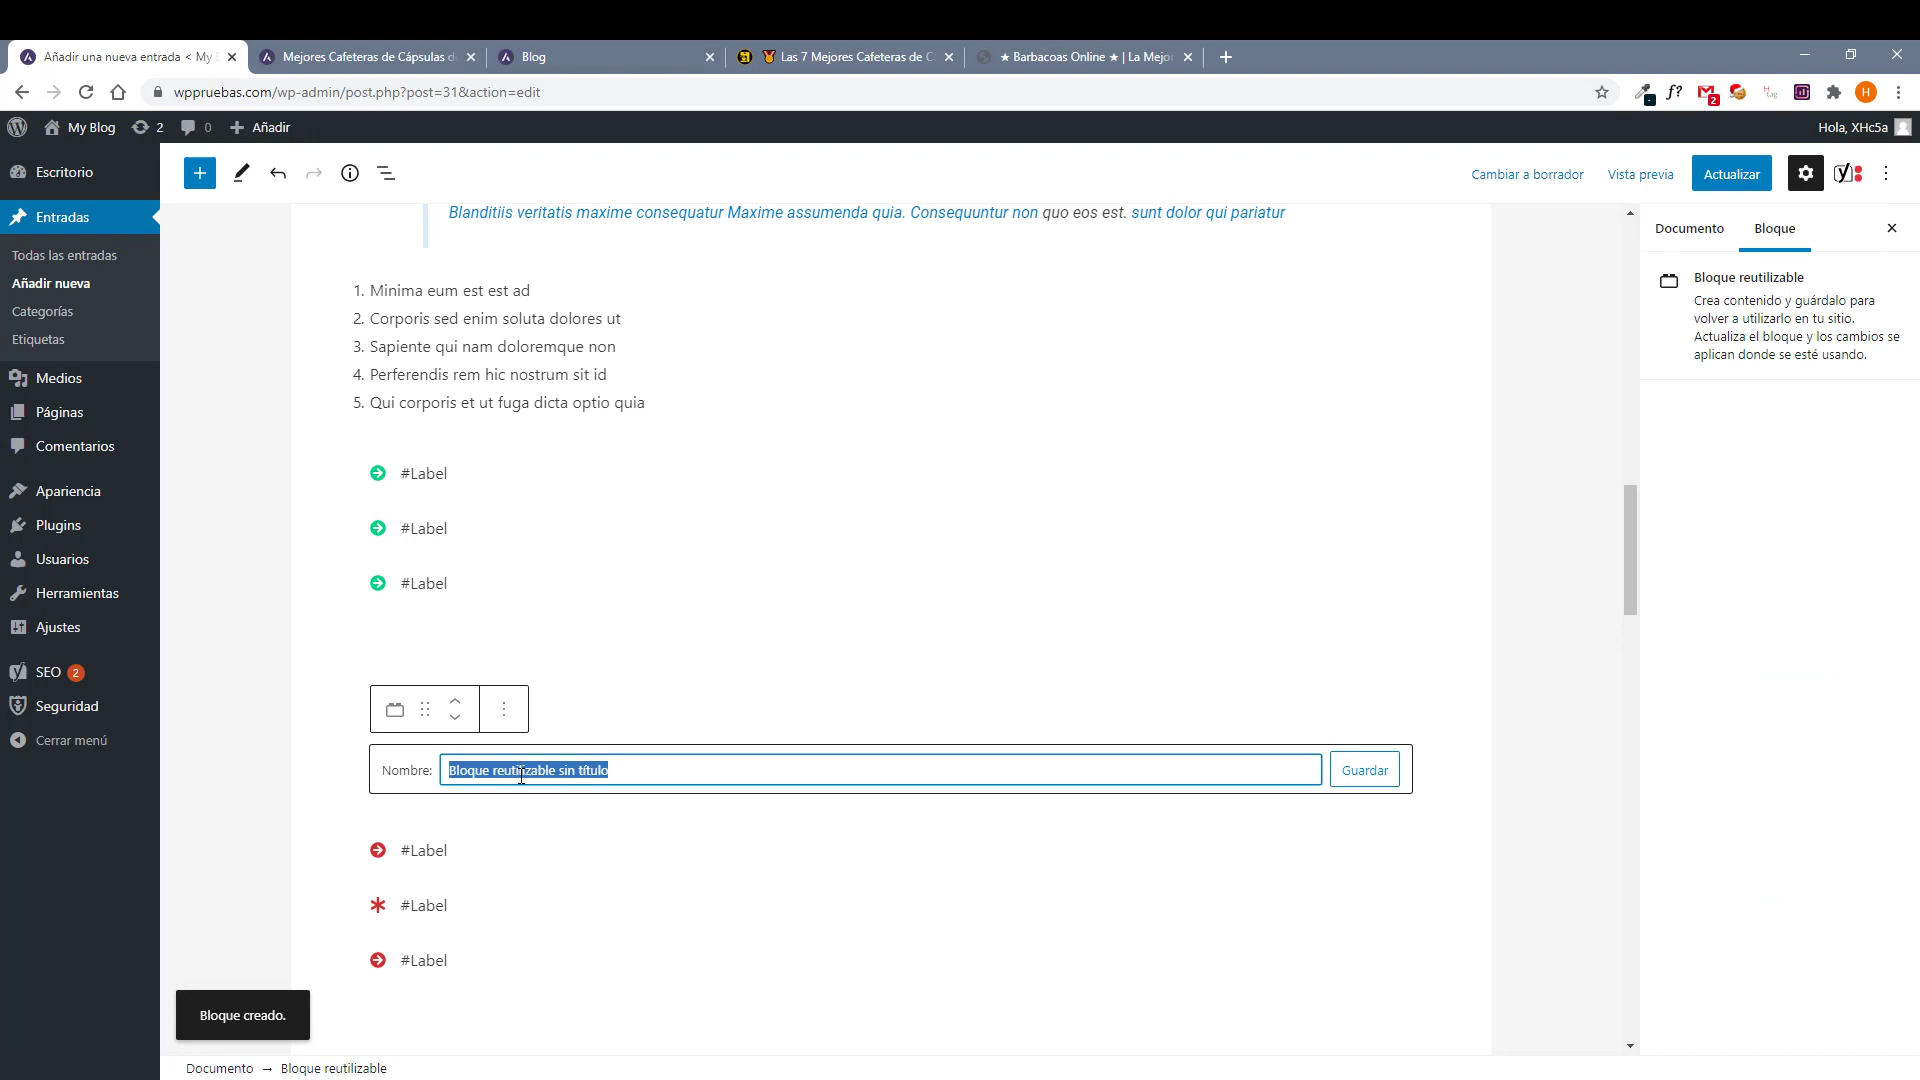 Añadir una nueva entrada < My
Mejores Cafeteras de Cápsulas d
Blog
Las 7 Mejores Cafeteras de C
★ Barbacoas Online ★ | La Mejo
wppruebas.com/wp-admin/post.php?post=31&action=edit
f?
2
H
tag
H
My Blog
2
0
Añadir
Hola, XHc5a
Escritorio
Entradas
Todas las entradas
Añadir nueva
Categorías
Etiquetas
Medios
Páginas
Comentarios
Apariencia
Plugins
Usuarios
Herramientas
Ajustes
SEO 2
Seguridad
Cerrar menú
Cambiar a borrador
Vista previa
Actualizar
Blanditiis veritatis maxime consequatur Maxime assumenda quia. Consequuntur non quo eos est. sunt dolor qui pariatur
1. Minima eum est est ad
2. Corporis sed enim soluta dolores ut
3. Sapiente qui nam doloremque non
4. Perferendis rem hic nostrum sit id
5. Qui corporis et ut fuga dicta optio quia
#Label
#Label
#Label
Nombre: Bloque reutilizable sin título Guardar
#Label
#Label
#Label
Bloque creado.
Documento → Bloque reutilizable
Documento
Bloque
Bloque reutilizable
Crea contenido y guárdalo para
volver a utilizarlo en tu sitio.
Actualiza el bloque y los cambios se
aplican donde se esté usando.